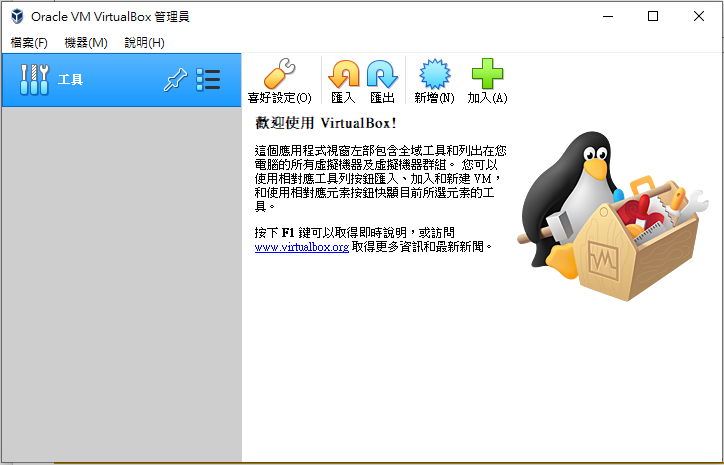 Oracle VM VirtualBox 管理員
檔案(F) 機器(M) 說明(H)
工具
喜好設定(O) 匯入 匯出 新增(N) 加入(A)
歡迎使用 VirtualBox!
這個應用程式視窗左部包含全域工具和列出在您
電腦的所有虛擬機器及虛擬機器群組。 您可以
使用相對應工具列按鈕匯入、加入和新建 VM，
和使用相對應元素按鈕快顯目前所選元素的工
具。
按下 F1 鍵可以取得即時說明，或訪問
www.virtualbox.org 取得更多資訊和最新新聞。